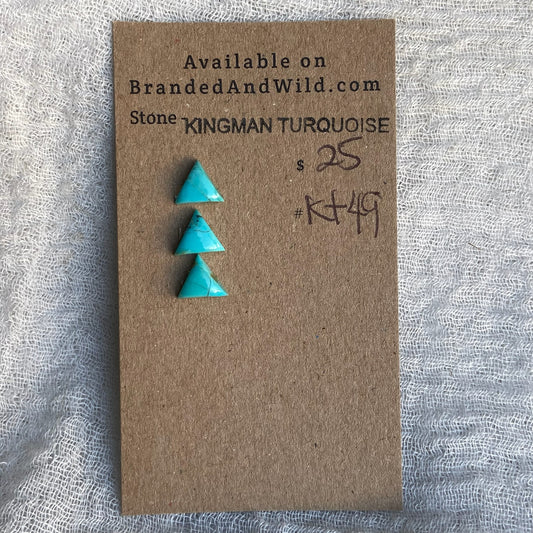 Available on
BrandedAndWild.com
Stone KINGMAN TURQUOISE
$ 25
# Kt49